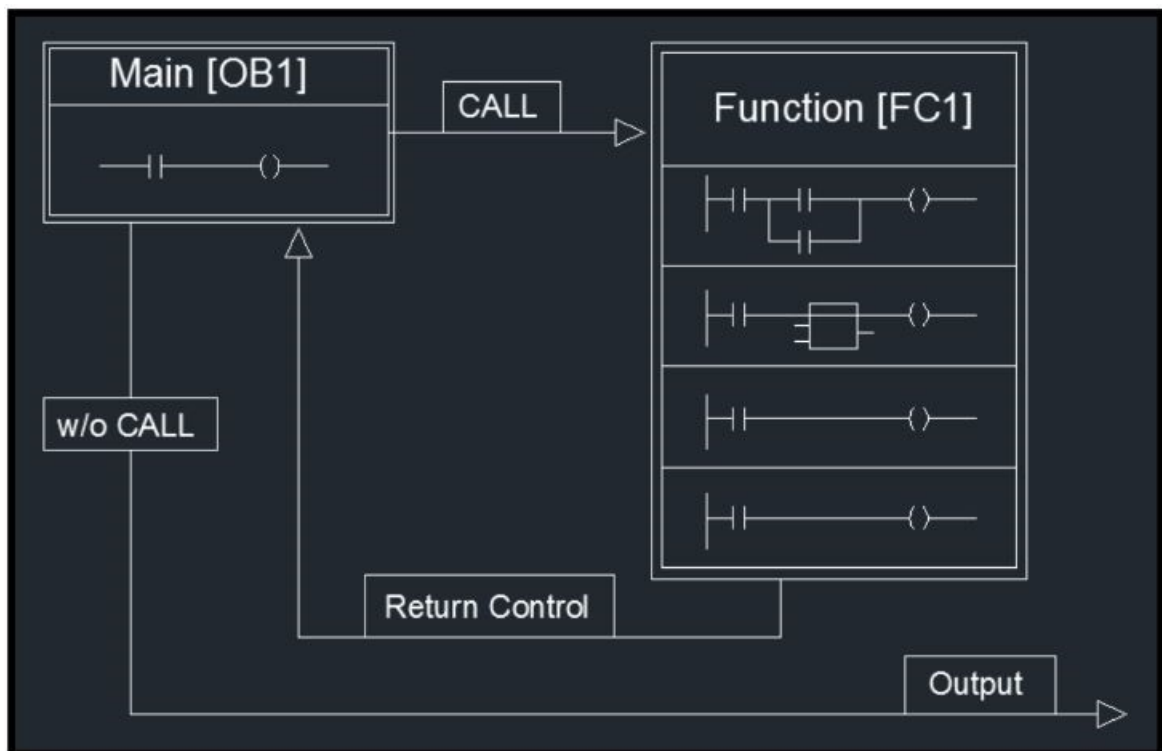 Main [OB1]
CALL
Function [FC1]
w/o CALL
Return Control
Output